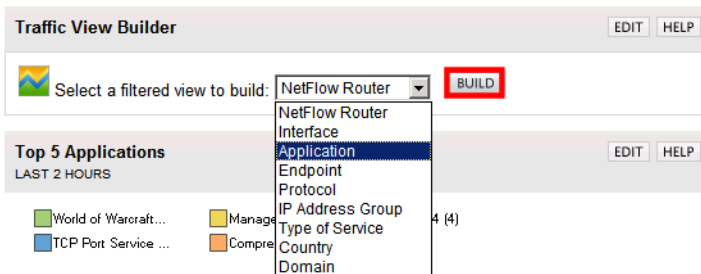 Traffic View Builder EDIT HELP
Select a filtered view to build: NetFlow Router BUILD
NetFlow Router
Interface
Application
Endpoint
Protocol
IP Address Group
Type of Service
Country
Domain
Top 5 Applications EDIT HELP
LAST 2 HOURS
World of Warcraft... Manage 4 (4)
TCP Port Service ... Compre